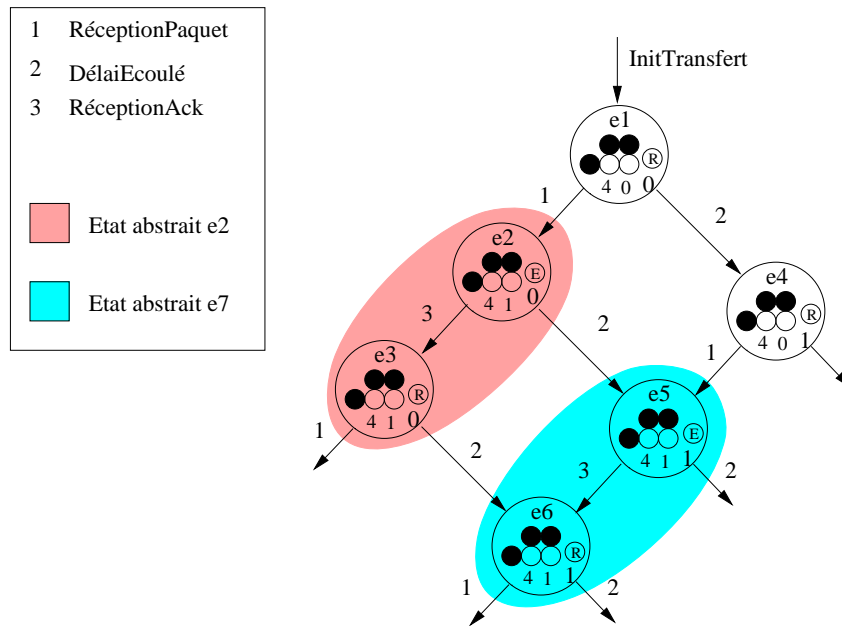 1 RéceptionPaquet
2 DélaiEcoulé
3 RéceptionAck
Etat abstrait e2
Etat abstrait e7
InitTransfert
e1
R
4 0 0
1
2
e2
E
4 1 0
3
2
e4
R
4 0 1
1
e3
R
4 1 0
1
2
e5
E
4 1 1
3
2
e6
R
4 1 1
1
2